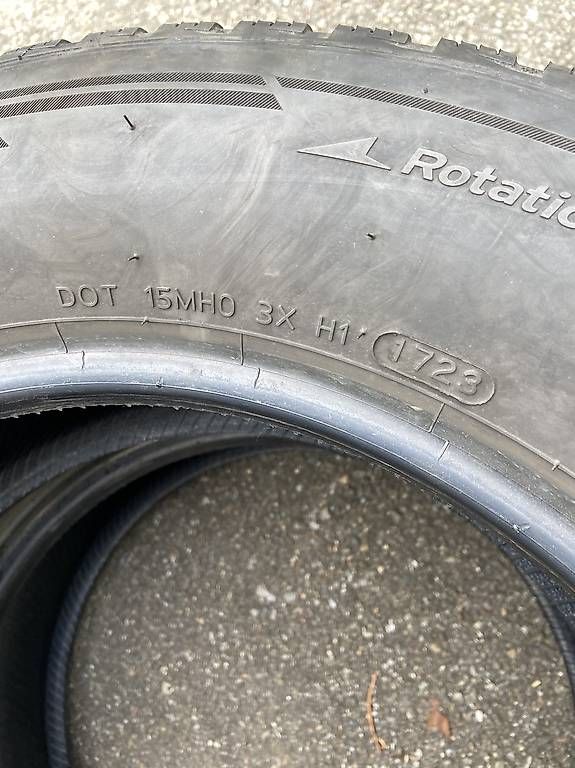 Rotatio
DOT 15MH0 3X H1' 1723